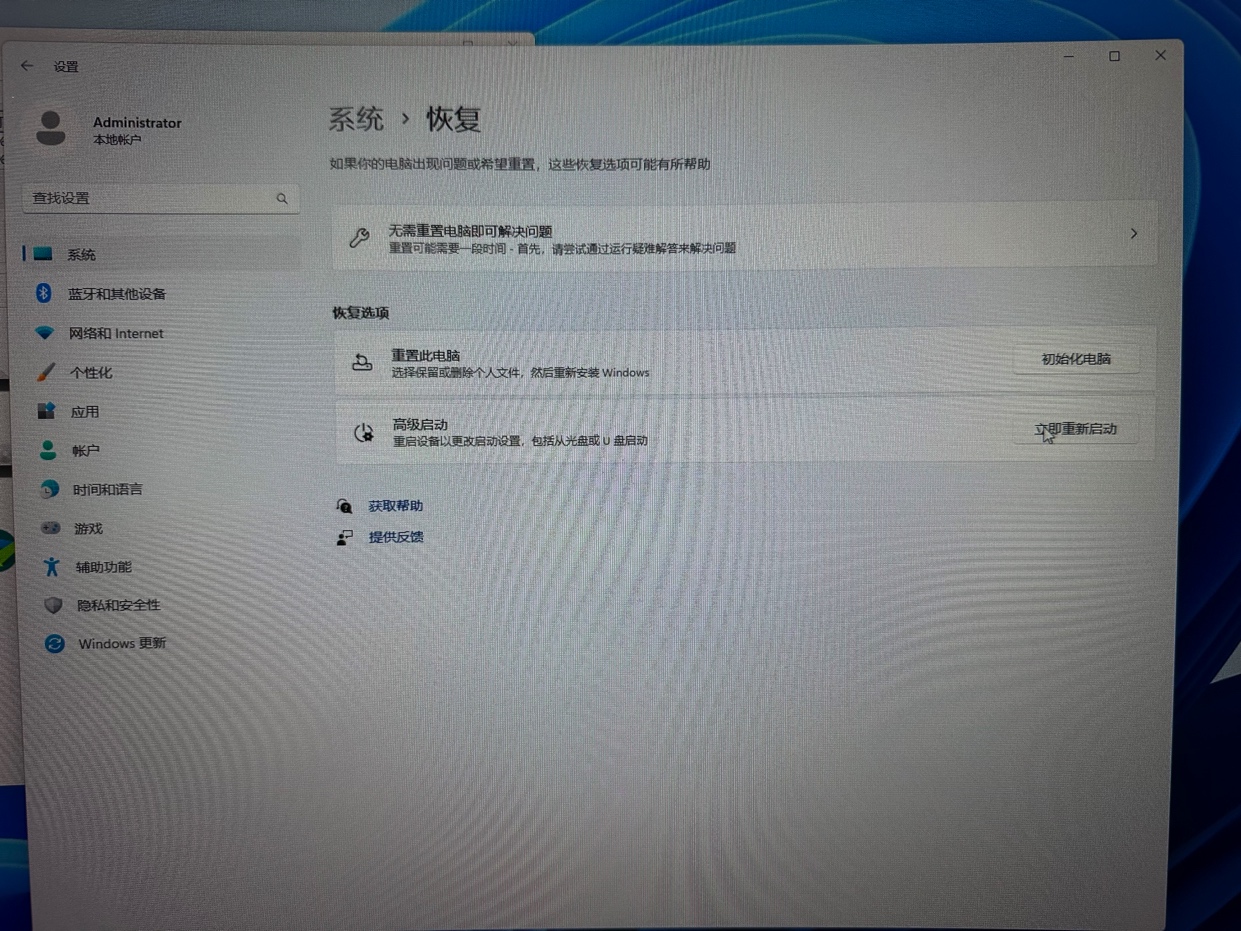 设置
Administrator
本地帐户
查找设置
系统
蓝牙和其他设备
网络和 Internet
个性化
应用
帐户
时间和语言
游戏
辅助功能
隐私和安全性
Windows 更新
系统 › 恢复
如果你的电脑出现问题或希望重置，这些恢复选项可能有所帮助
无需重置电脑即可解决问题
重置可能需要一段时间 - 首先，请尝试通过运行疑难解答来解决问题
恢复选项
重置此电脑
选择保留或删除个人文件，然后重新安装 Windows
初始化电脑
高级启动
重启设备以更改启动设置，包括从光盘或 U 盘启动
立即重新启动
获取帮助
提供反馈